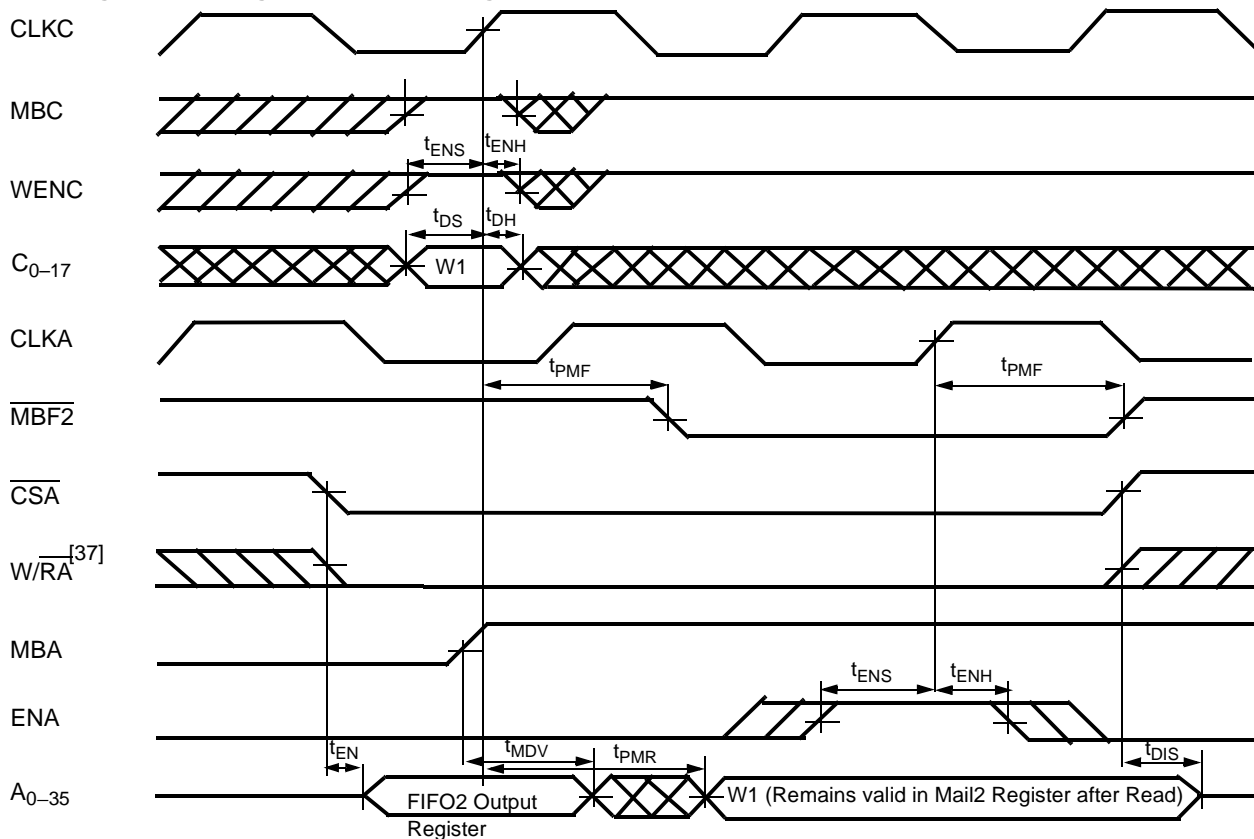 CLKC
MBC
tENS tENH
WENC
tDS tDH
C0–17 W1
CLKA
tPMF tPMF
MBF2
CSA
W/RA[37]
MBA
tENS tENH
ENA
tEN tMDV tPMR tDIS
A0–35 FIFO2 Output W1 (Remains valid in Mail2 Register after Read)
Register